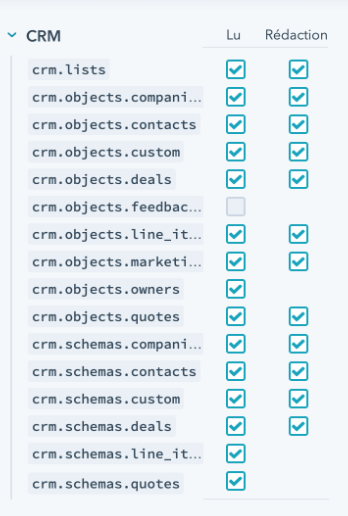 CRM Lu Rédaction
crm.lists
crm.objects.compani...
crm.objects.contacts
crm.objects.custom
crm.objects.deals
crm.objects.feedbac...
crm.objects.line_it...
crm.objects.marketi...
crm.objects.owners
crm.objects.quotes
crm.schemas.compani...
crm.schemas.contacts
crm.schemas.custom
crm.schemas.deals
crm.schemas.line_it...
crm.schemas.quotes